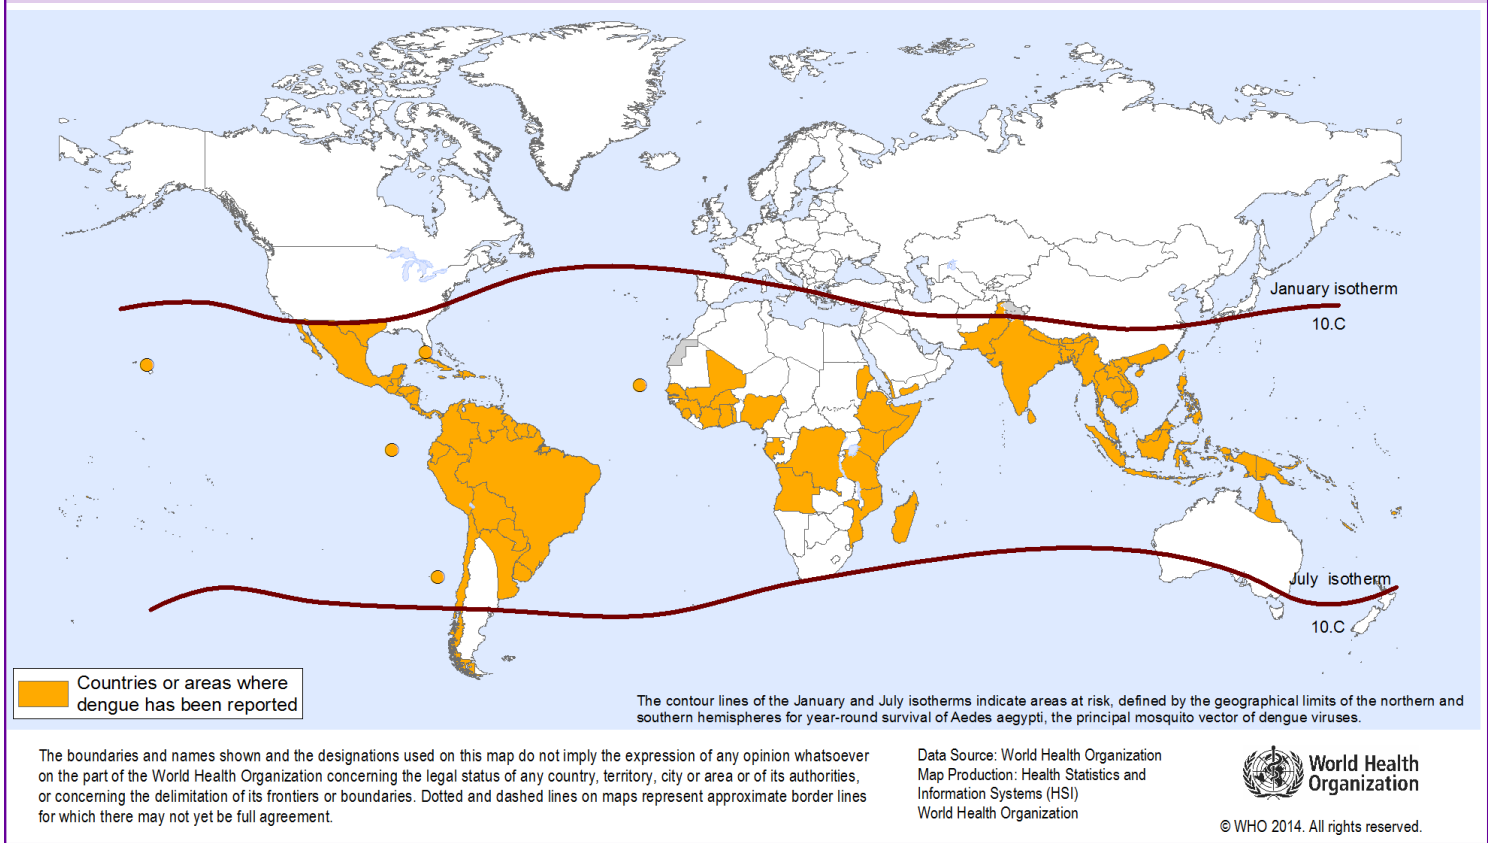 January isotherm
10.C
July isotherm
10.C
Countries or areas where
dengue has been reported
The contour lines of the January and July isotherms indicate areas at risk, defined by the geographical limits of the northern and
southern hemispheres for year-round survival of Aedes aegypti, the principal mosquito vector of dengue viruses.
The boundaries and names shown and the designations used on this map do not imply the expression of any opinion whatsoever
on the part of the World Health Organization concerning the legal status of any country, territory, city or area or of its authorities,
or concerning the delimitation of its frontiers or boundaries. Dotted and dashed lines on maps represent approximate border lines
for which there may not yet be full agreement.
Data Source: World Health Organization
Map Production: Health Statistics and
Information Systems (HSI)
World Health Organization
World Health
Organization
© WHO 2014. All rights reserved.